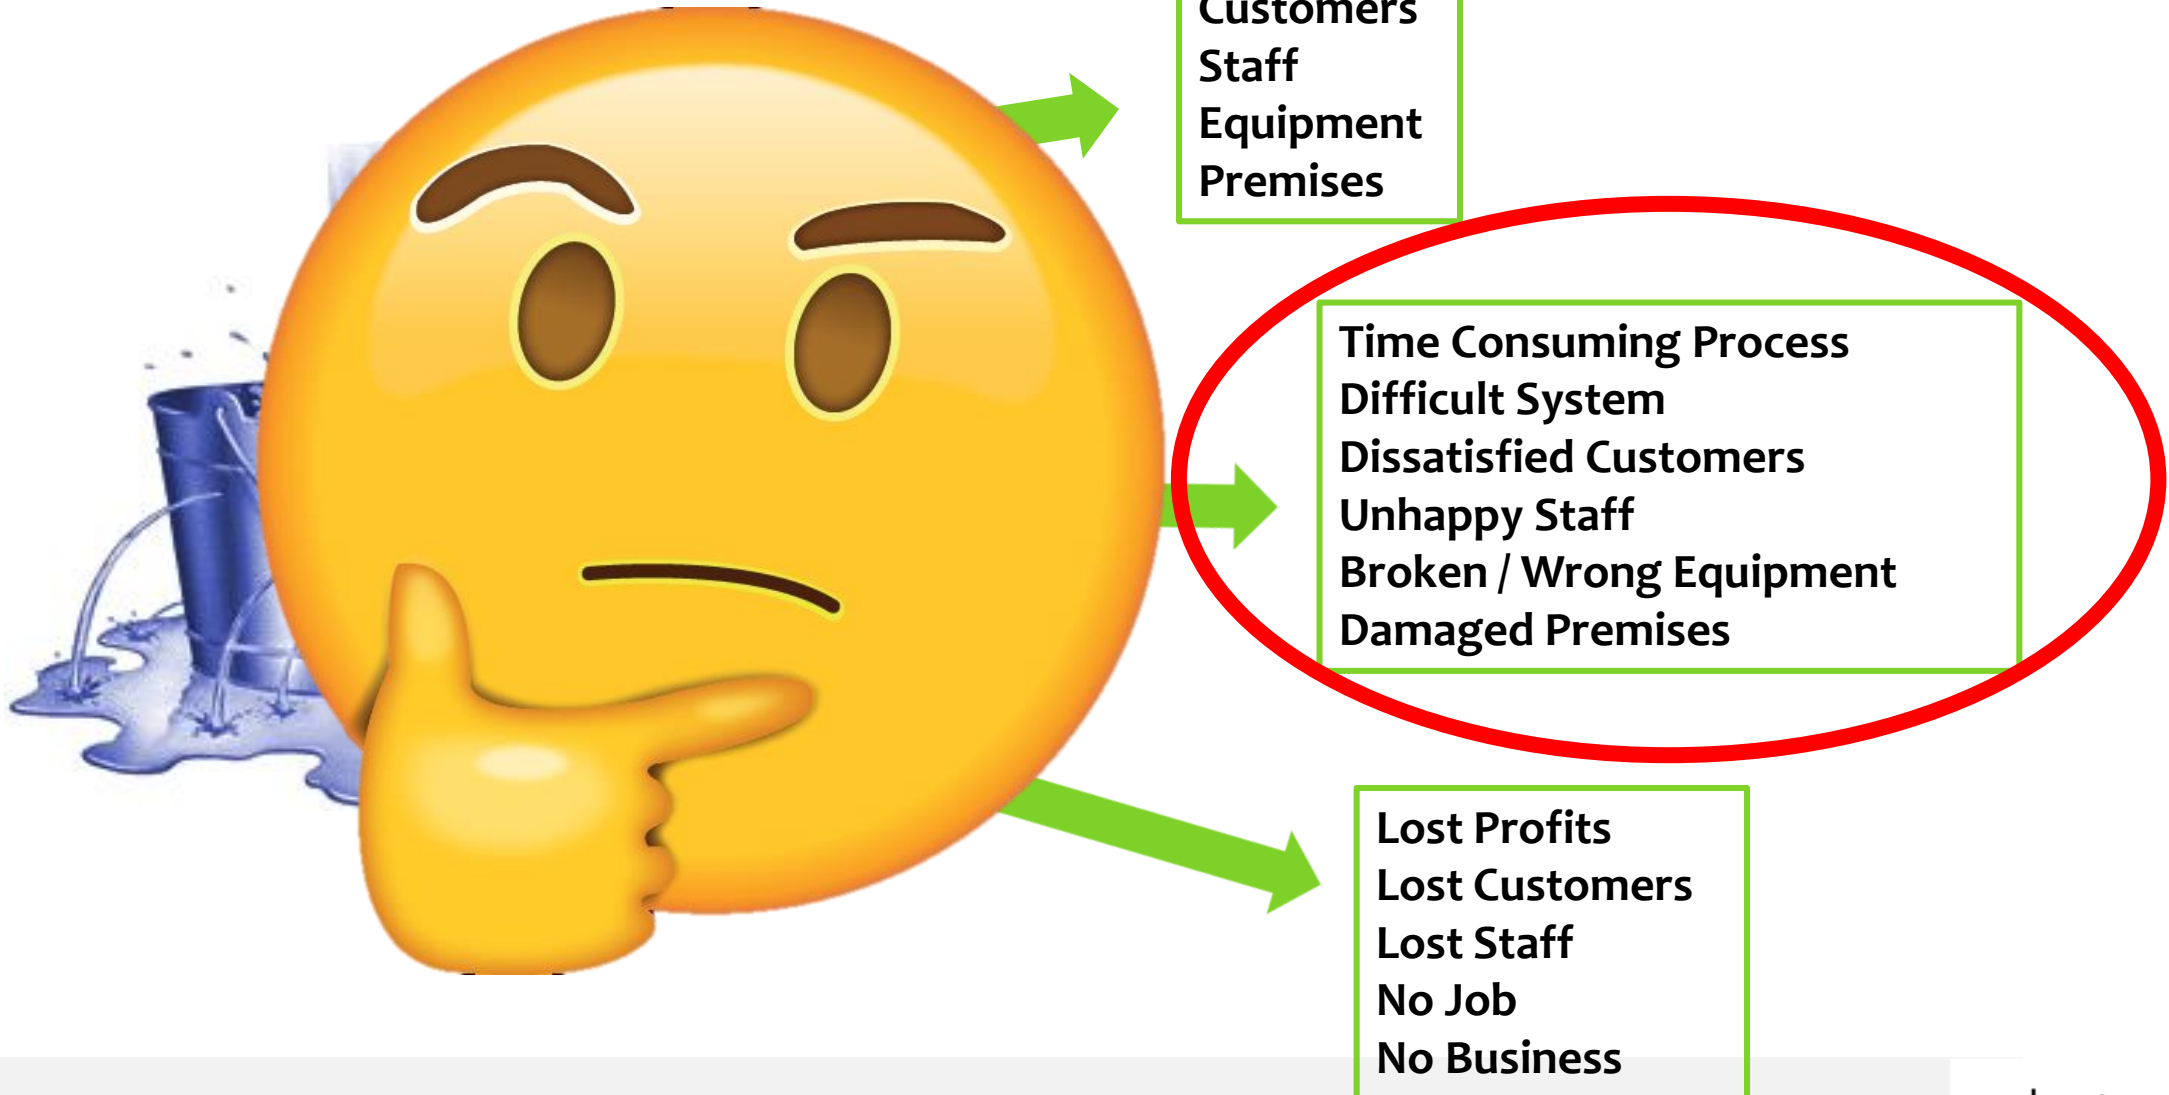 Customers
Staff
Equipment
Premises
Time Consuming Process
Difficult System
Dissatisfied Customers
Unhappy Staff
Broken / Wrong Equipment
Damaged Premises
Lost Profits
Lost Customers
Lost Staff
No Job
No Business